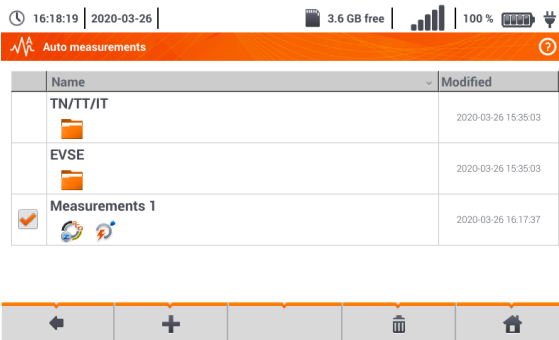 16:18:19 2020-03-26 3.6 GB free 100 %
Auto measurements ?
Name Modified
TN/TT/IT
2020-03-26 15:35:03
EVSE
2020-03-26 15:35:03
Measurements 1
2020-03-26 16:17:37